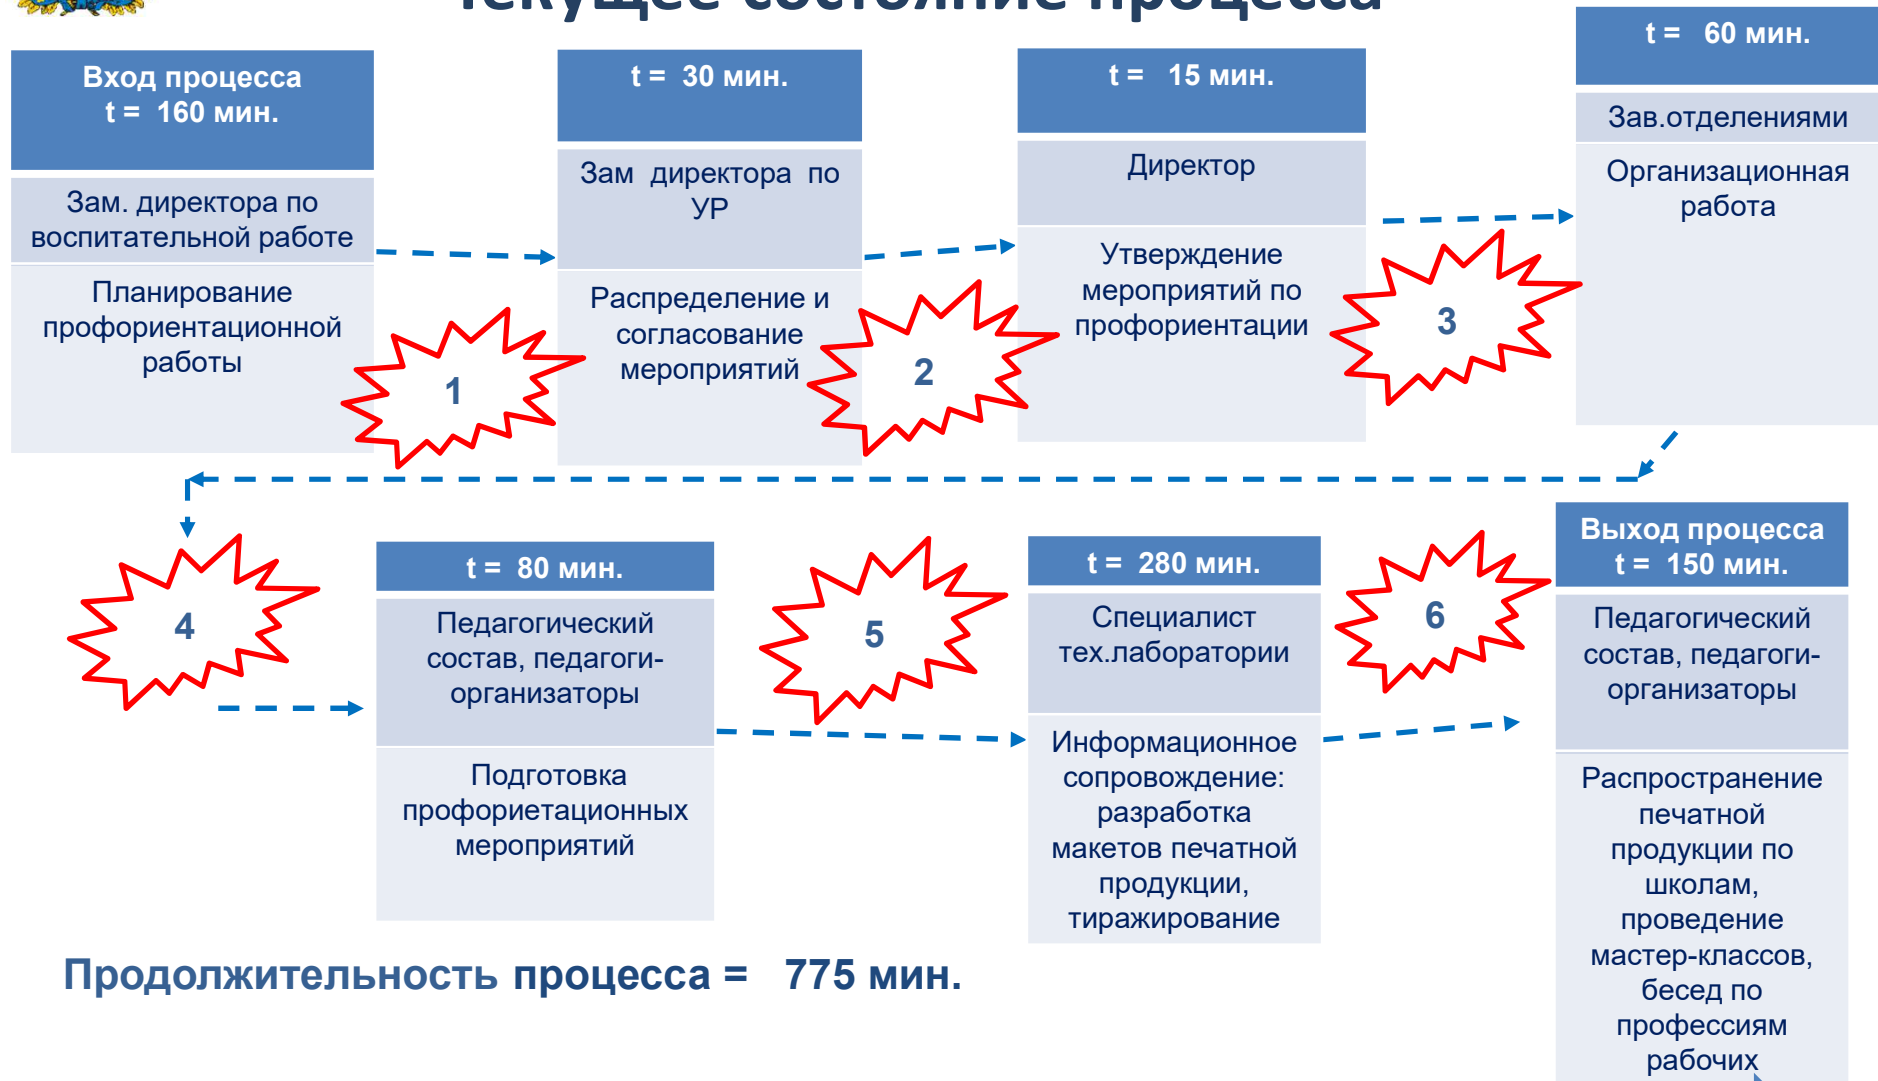 текущее состояние процесса
Вход процесса
t = 160 мин.
Зам. директора по
воспитательной работе
Планирование
профориентационной
работы
1
t = 30 мин.
Зам директора по
УР
Распределение и
согласование
мероприятий
2
t = 15 мин.
Директор
Утверждение
мероприятий по
профориентации
3
t = 60 мин.
Зав.отделениями
Организационная
работа
4
t = 80 мин.
Педагогический
состав, педагоги-
организаторы
Подготовка
профориетационных
мероприятий
5
t = 280 мин.
Специалист
тех.лаборатории
Информационное
сопровождение:
разработка
макетов печатной
продукции,
тиражирование
6
Выход процесса
t = 150 мин.
Педагогический
состав, педагоги-
организаторы
Распространение
печатной
продукции по
школам,
проведение
мастер-классов,
бесед по
профессиям
рабочих
Продолжительность процесса = 775 мин.